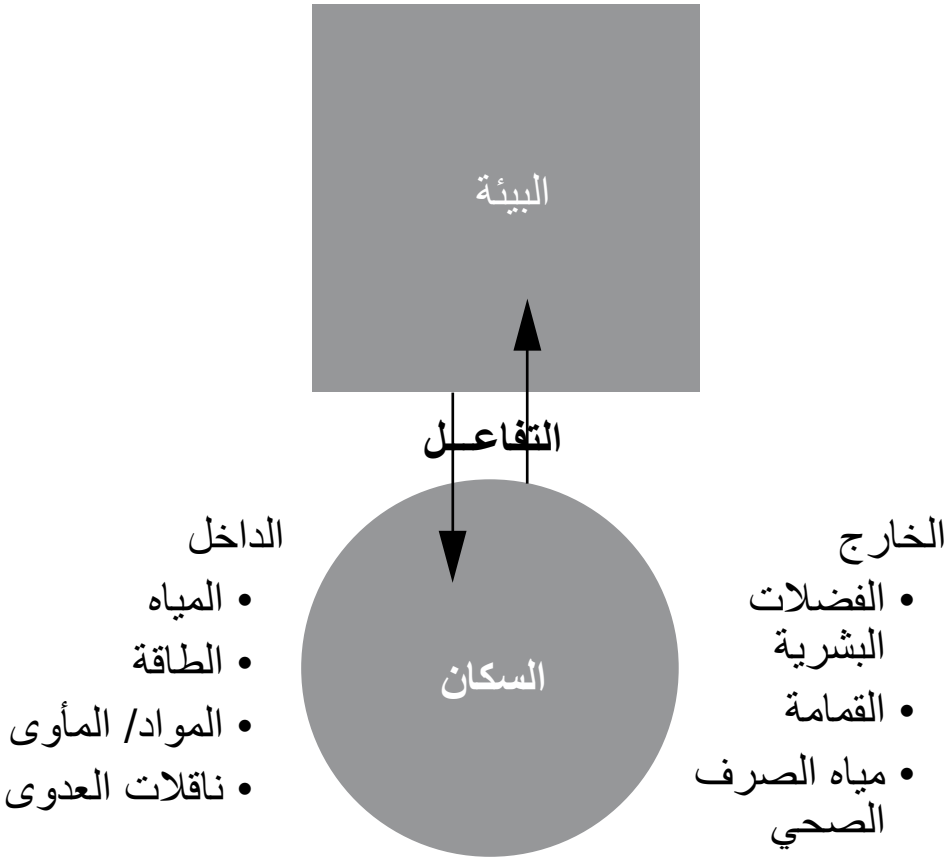 البيئة
التفاعــل
السكان
الخارج
• الفضلات
البشرية
• القمامة
• مياه الصرف
الصحي
الداخل
• المياه
• الطاقة
• المواد/ المأوى
• ناقلات العدوى